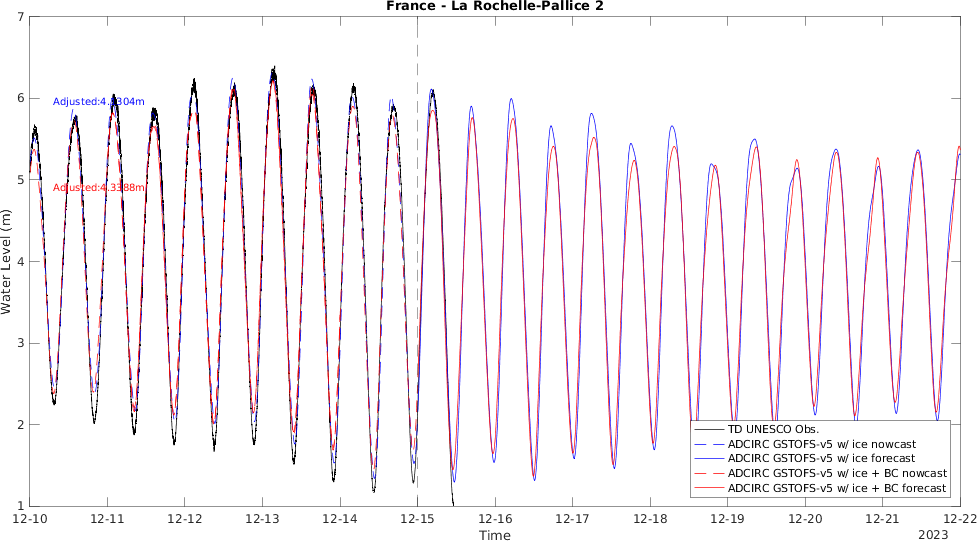 France - La Rochelle-Pallice 2
7
6
5
4
3
2
1
Water Level (m)
Adjusted:4.3388m
12-10 12-11 12-12 12-13 12-14 12-15 12-16 12-17 12-18 12-19 12-20 12-21 12-22
Time
2023
TD UNESCO Obs.
ADCIRC GSTOFS-v5 w/ ice nowcast
ADCIRC GSTOFS-v5 w/ ice forecast
ADCIRC GSTOFS-v5 w/ ice + BC nowcast
ADCIRC GSTOFS-v5 w/ ice + BC forecast